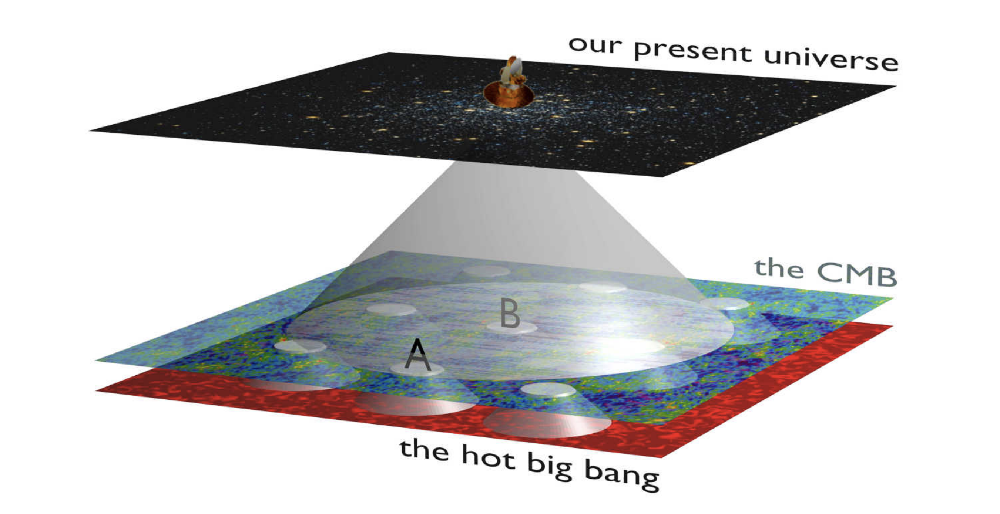 our present universe
the CMB
B
A
the hot big bang